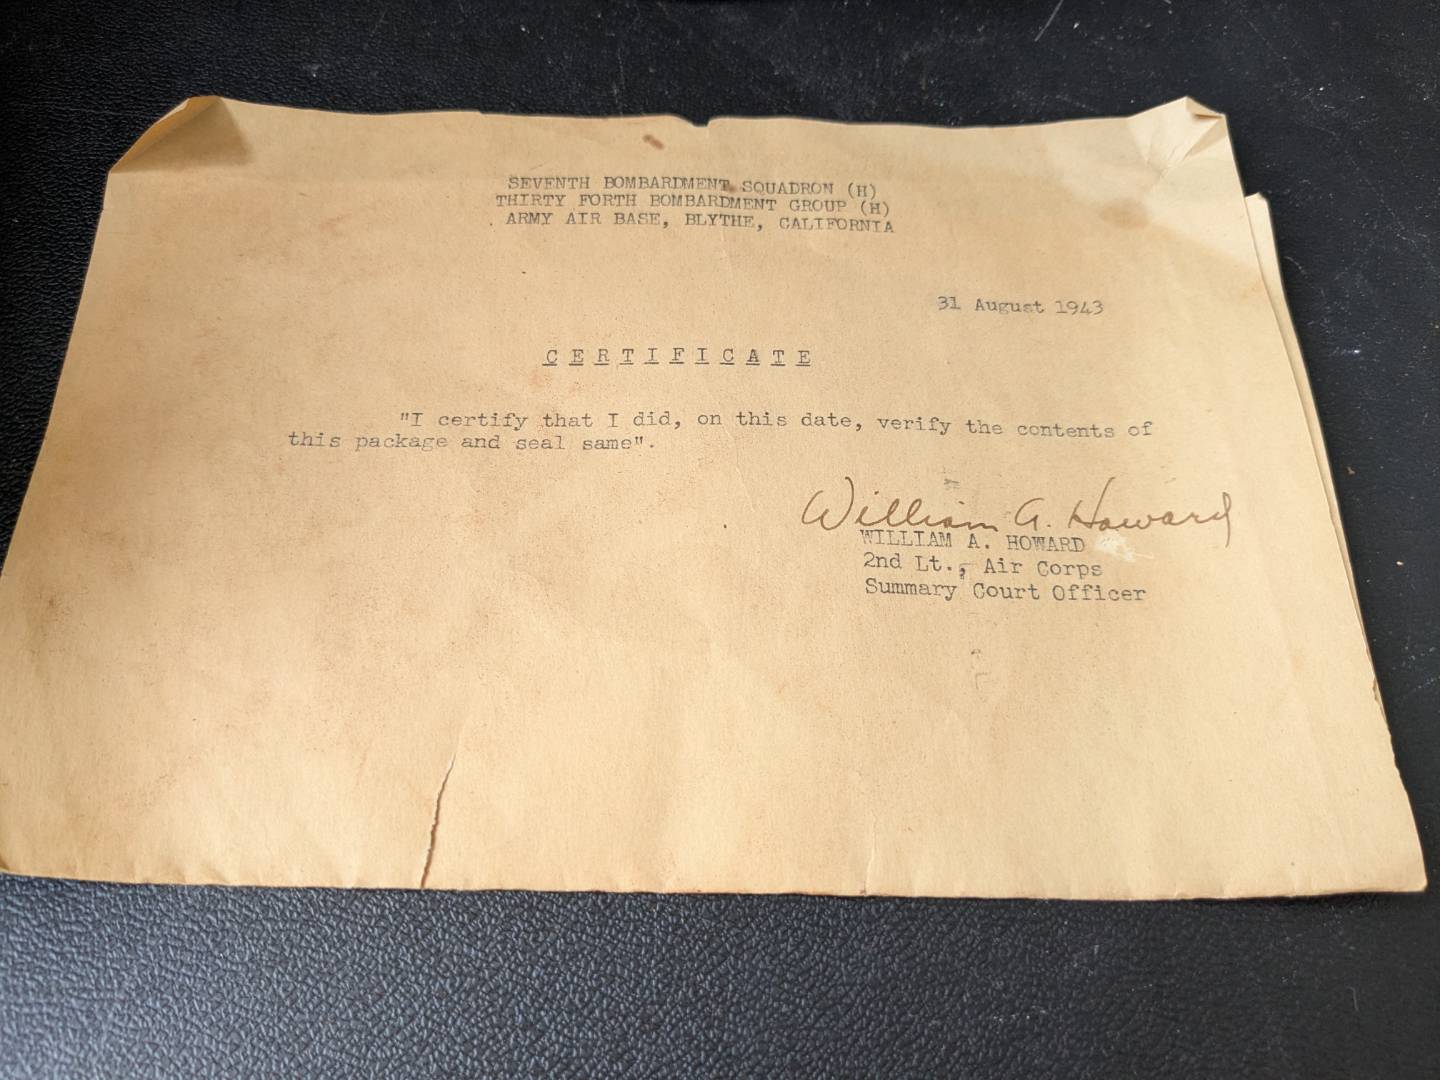 SEVENTH BOMBARDMENT SQUADRON (H)
THIRTY FORTH BOMBARDMENT GROUP (H)
ARMY AIR BASE, BLYTHE, CALIFORNIA
31 August 1943
C E R T I F I C A T E
"I certify that I did, on this date, verify the contents of
this package and seal same".
William A. Howard
WILLIAM A. HOWARD
2nd Lt., Air Corps
Summary Court Officer